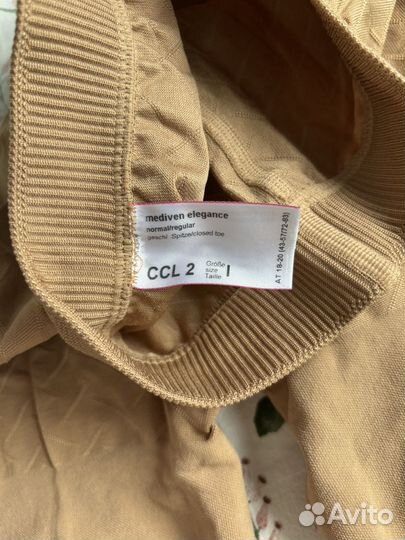 mediven elegance
normal/regular
geschl. Spitze/closed toe
CCL 2
Größe
size
Taille
I
AT 18-20 (43-57/72-83)
Avito